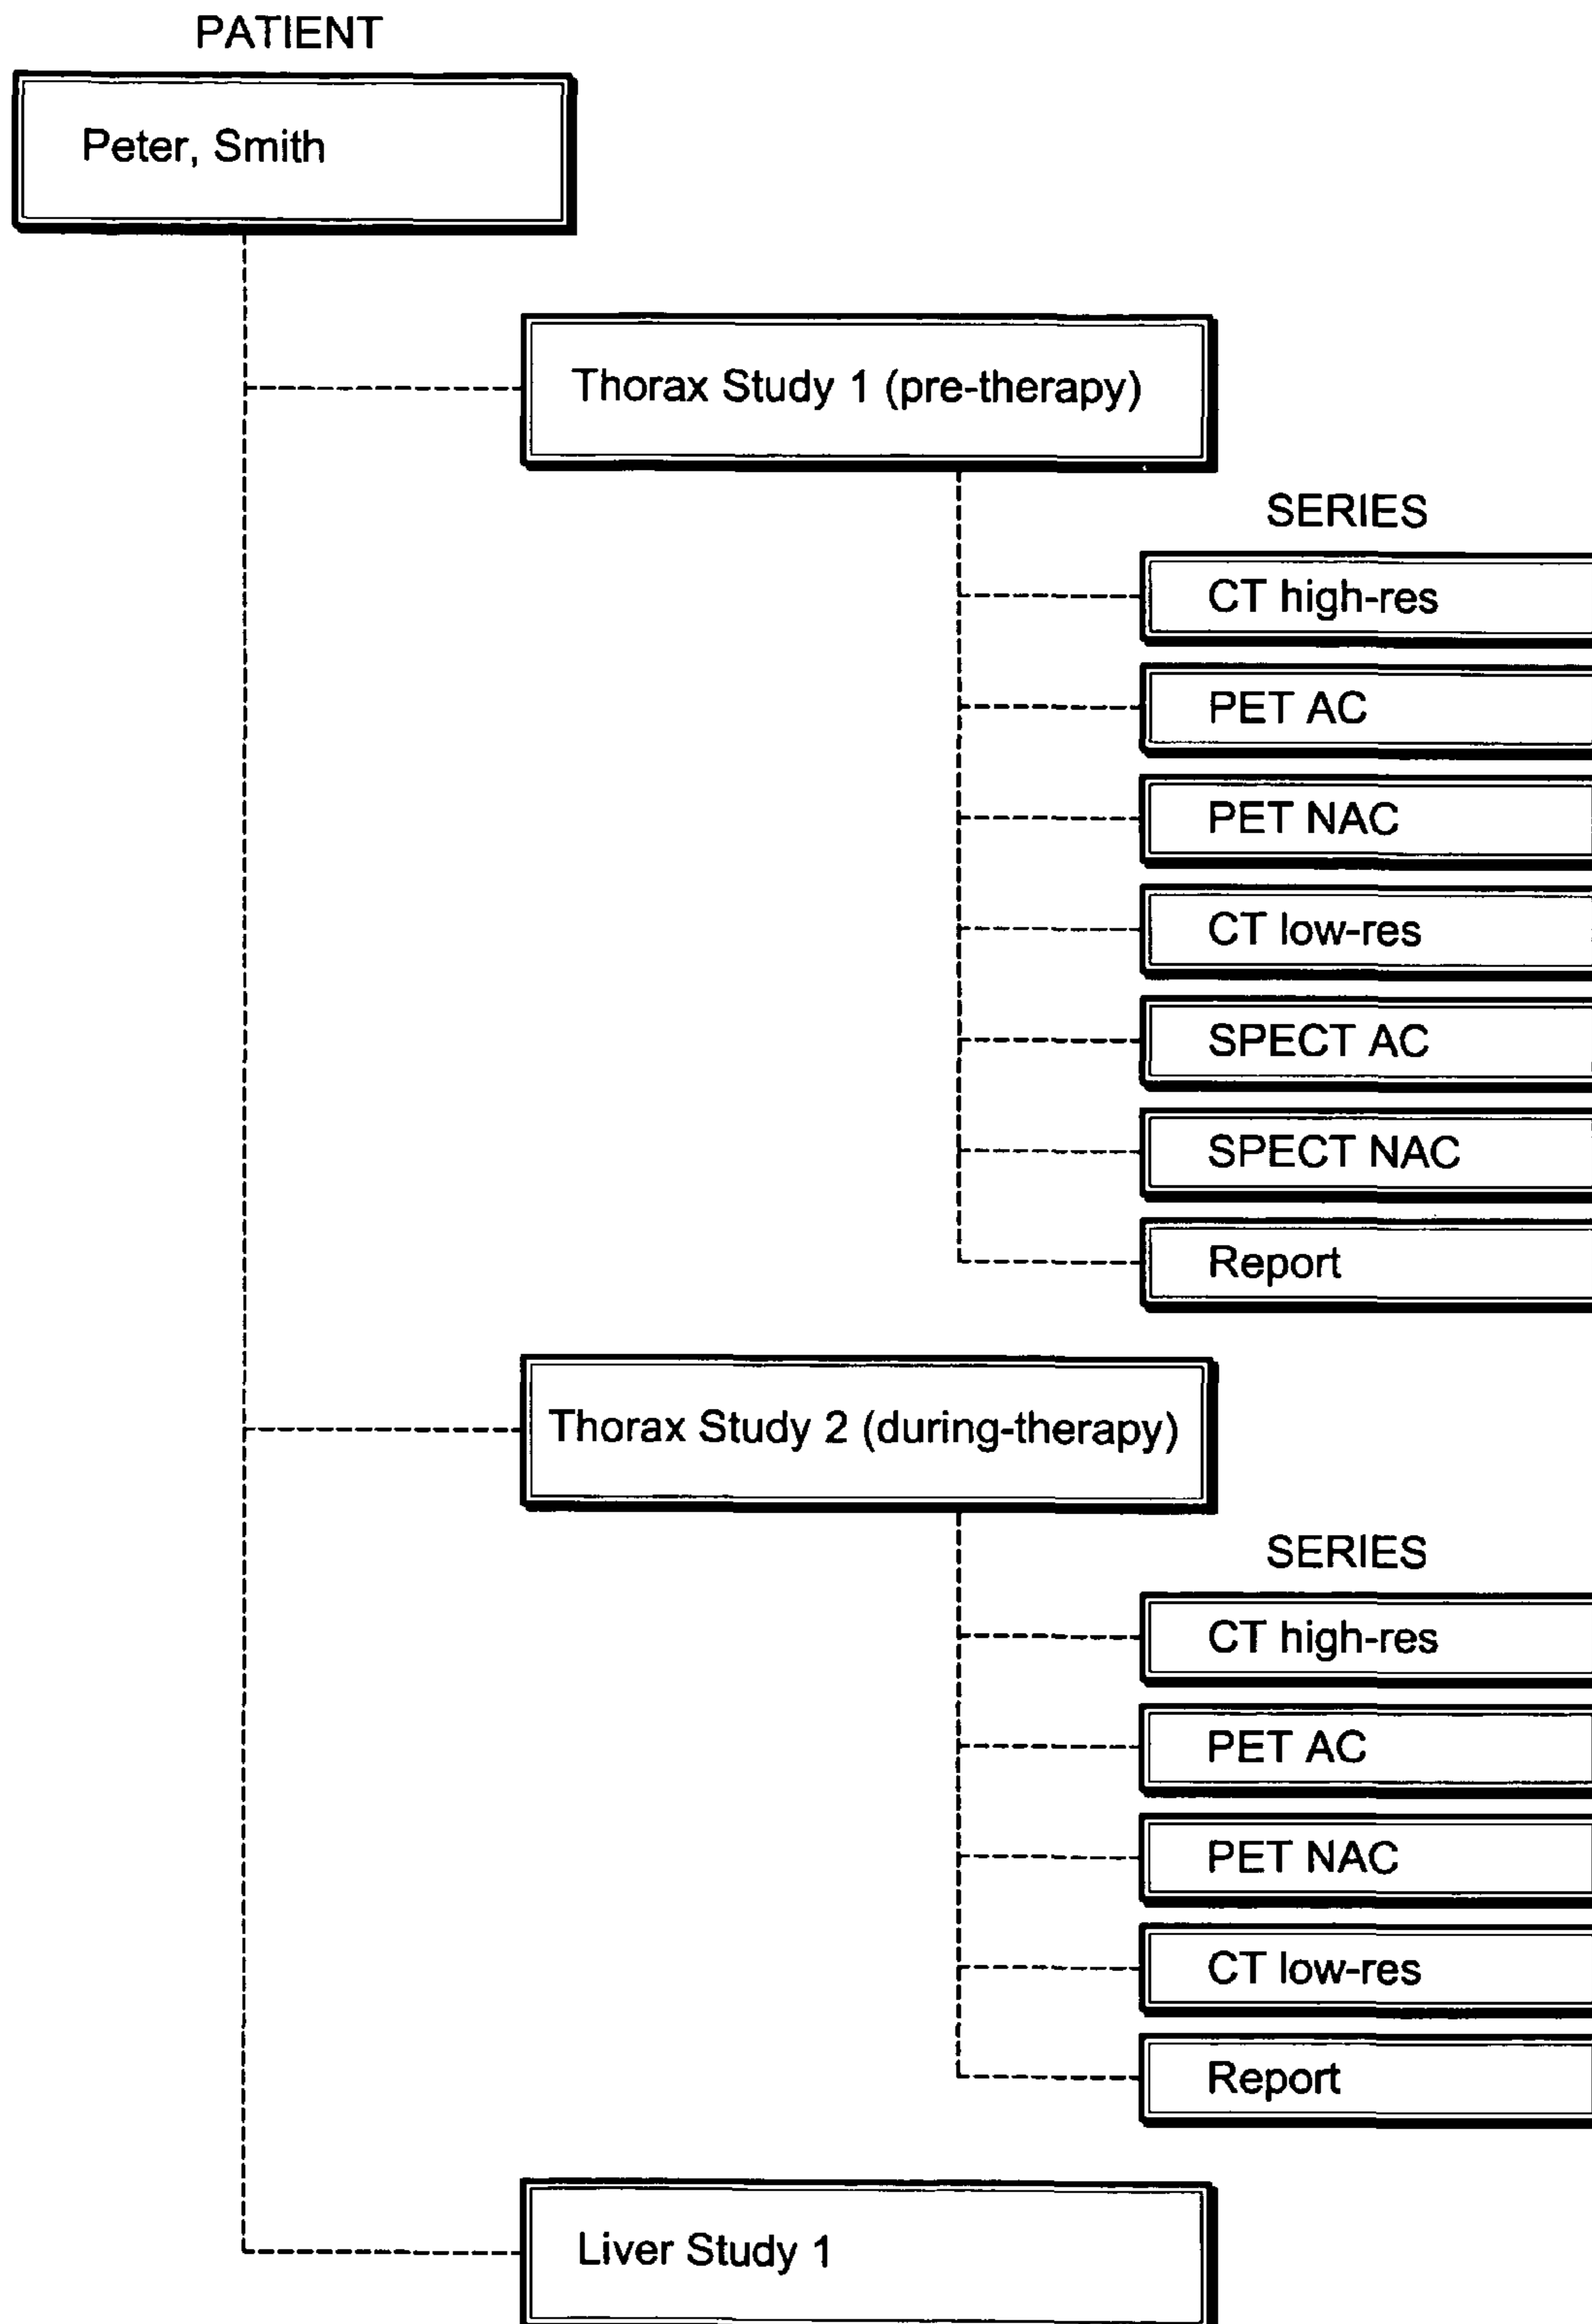 PATIENT
Peter, Smith
Thorax Study 1 (pre-therapy)
SERIES
CT high-res
PET AC
PET NAC
CT low-res
SPECT AC
SPECT NAC
Report
Thorax Study 2 (during-therapy)
SERIES
CT high-res
PET AC
PET NAC
CT low-res
Report
Liver Study 1